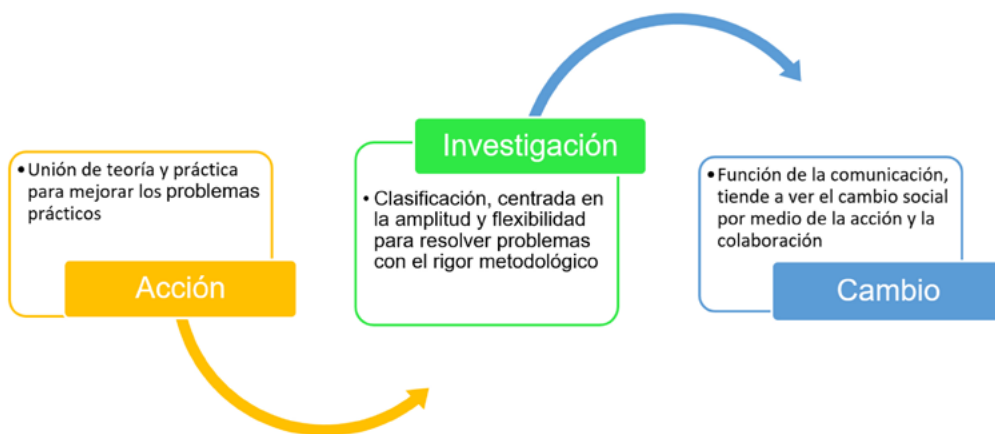 •Unión de teoría y práctica
para mejorar los problemas
prácticos
Acción
Investigación
• Clasificación, centrada en
la amplitud y flexibilidad
para resolver problemas
con el rigor metodológico
•Función de la comunicación,
tiende a ver el cambio social
por medio de la acción y la
colaboración
Cambio